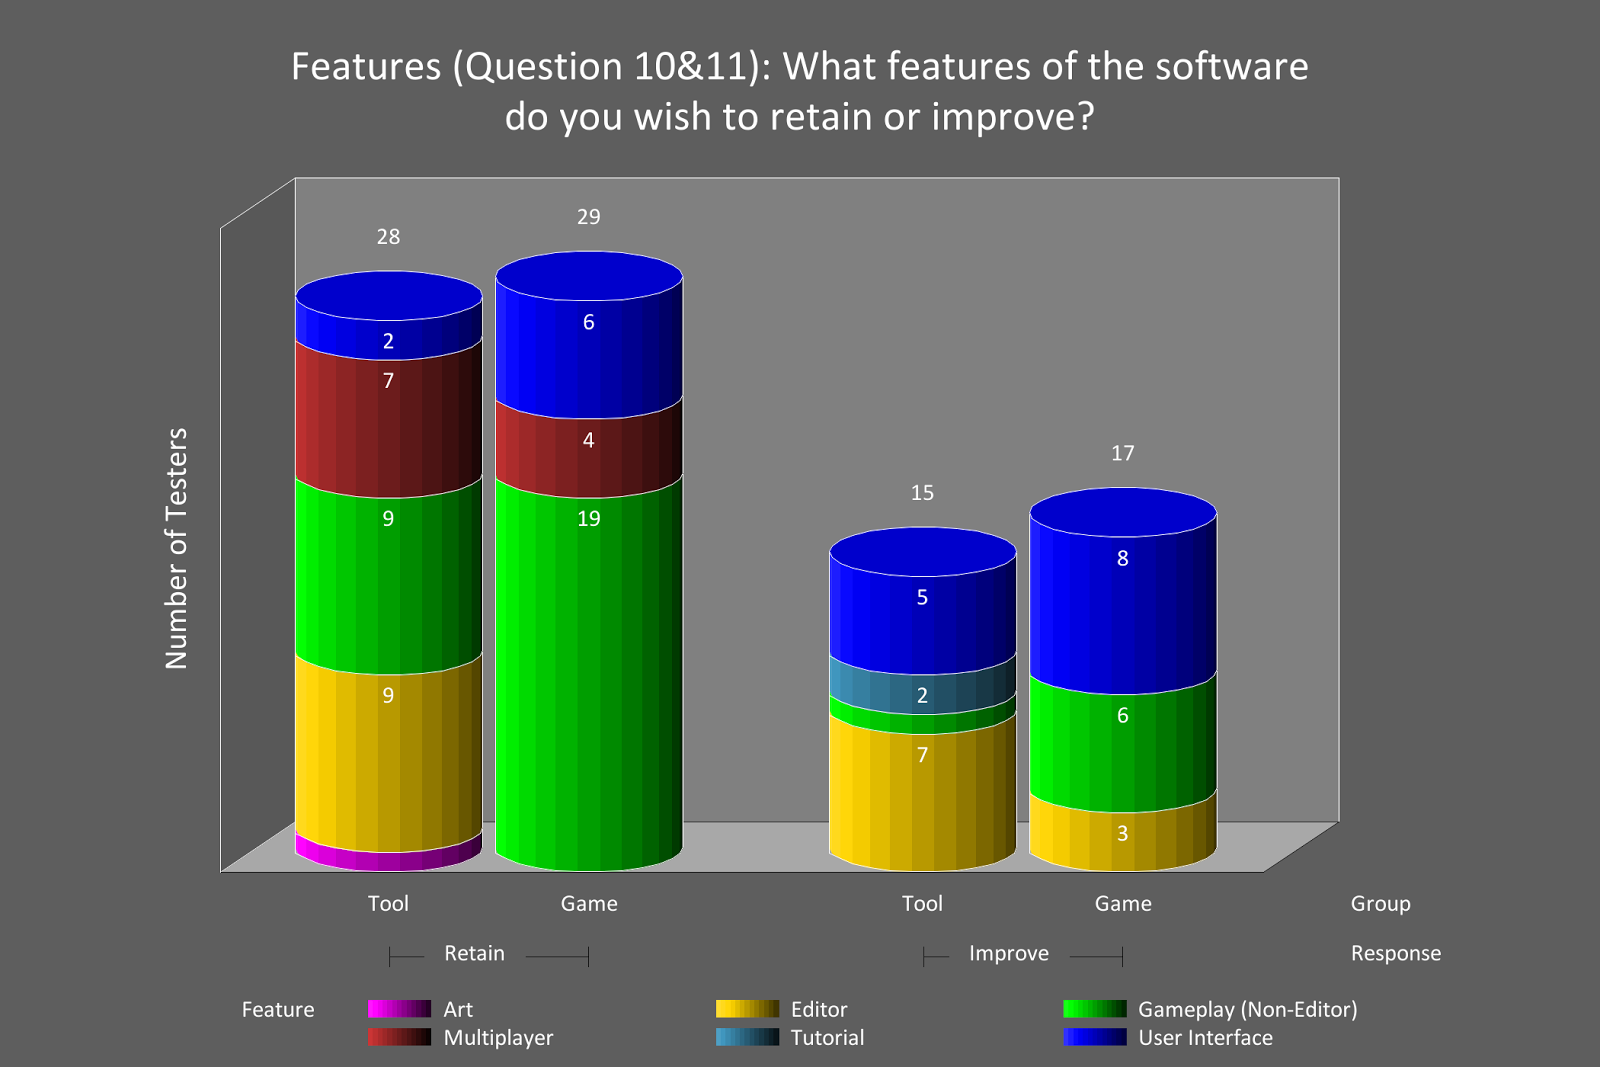 Features (Question 10&11): What features of the software
do you wish to retain or improve?
Number of Testers
28
29
15
17
2
7
9
9
6
4
19
5
2
7
8
6
3
Tool
Game
Tool
Game
Group
Retain
Improve
Response
Feature
Art
Editor
Gameplay (Non-Editor)
Multiplayer
Tutorial
User Interface